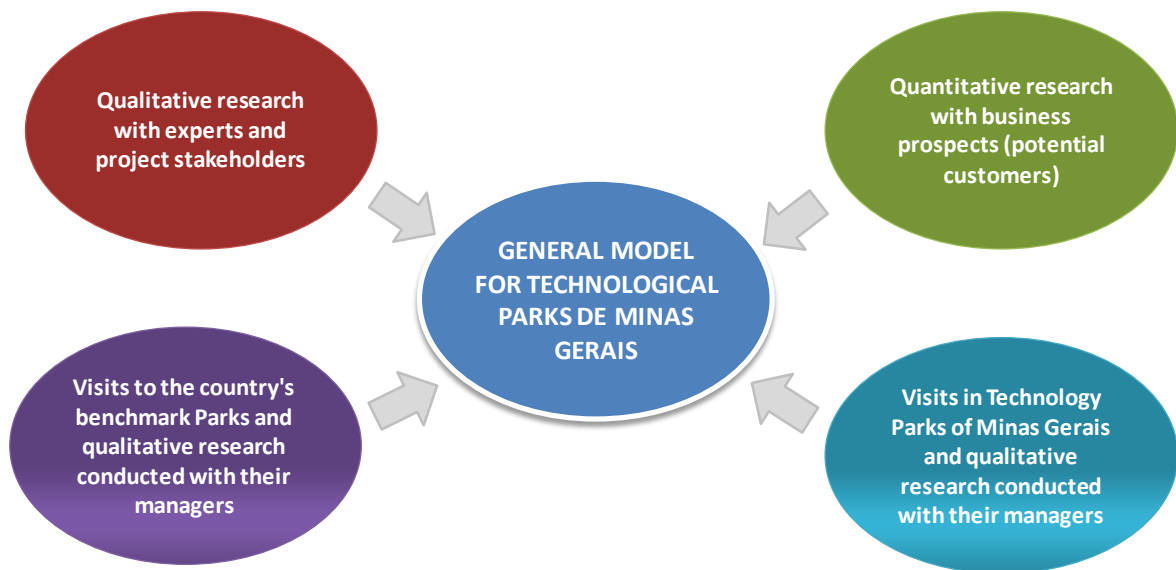 Qualitative research
with experts and
project stakeholders
Quantitative research
with business
prospects (potential
customers)
GENERAL MODEL
FOR TECHNOLOGICAL
PARKS DE MINAS
GERAIS
Visits to the country's
benchmark Parks and
qualitative research
conducted with their
managers
Visits in Technology
Parks of Minas Gerais
and qualitative
research conducted
with their managers